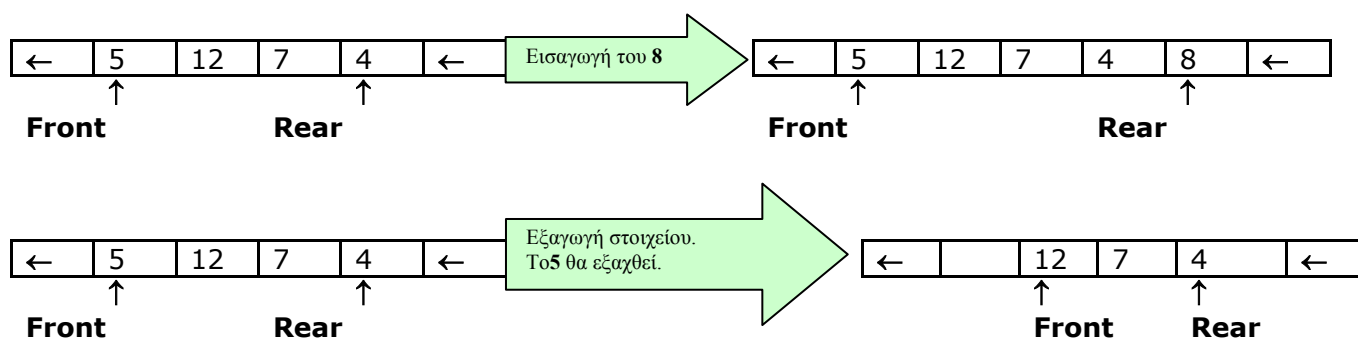 ← 5 12 7 4 ← Εισαγωγή του 8 ← 5 12 7 4 8 ←
↑ ↑ ↑ ↑
Front Rear Front Rear
← 5 12 7 4 ← Εξαγωγή στοιχείου.
Το5 θα εξαχθεί. ← 12 7 4 ←
↑ ↑ ↑ ↑
Front Rear Front Rear